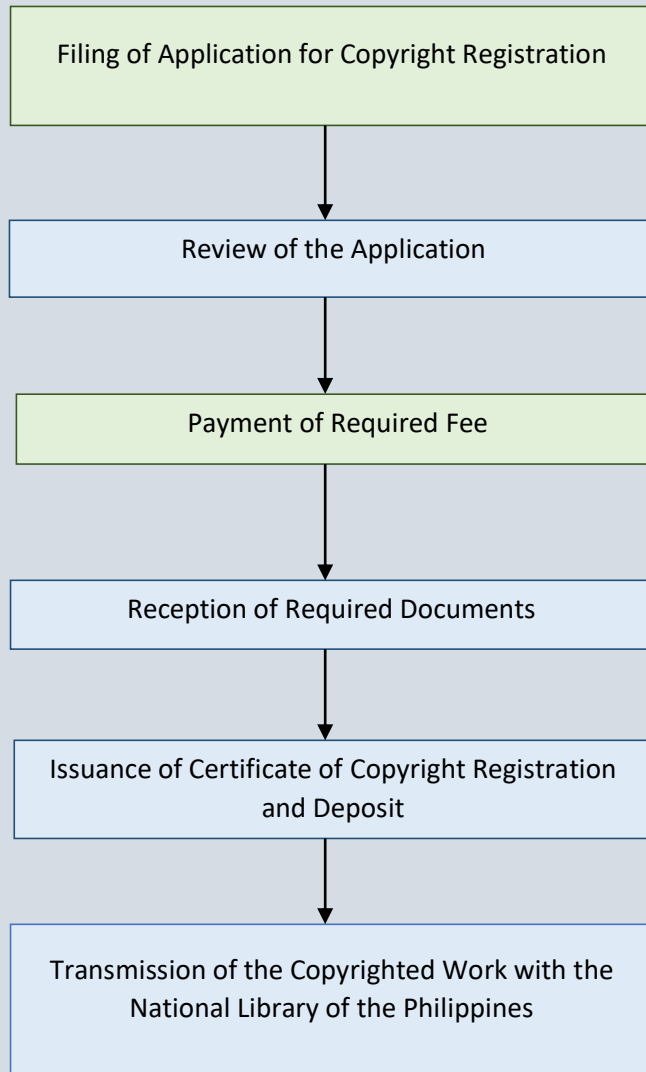 Filing of Application for Copyright Registration
Review of the Application
Payment of Required Fee
Reception of Required Documents
Issuance of Certificate of Copyright Registration
and Deposit
Transmission of the Copyrighted Work with the
National Library of the Philippines